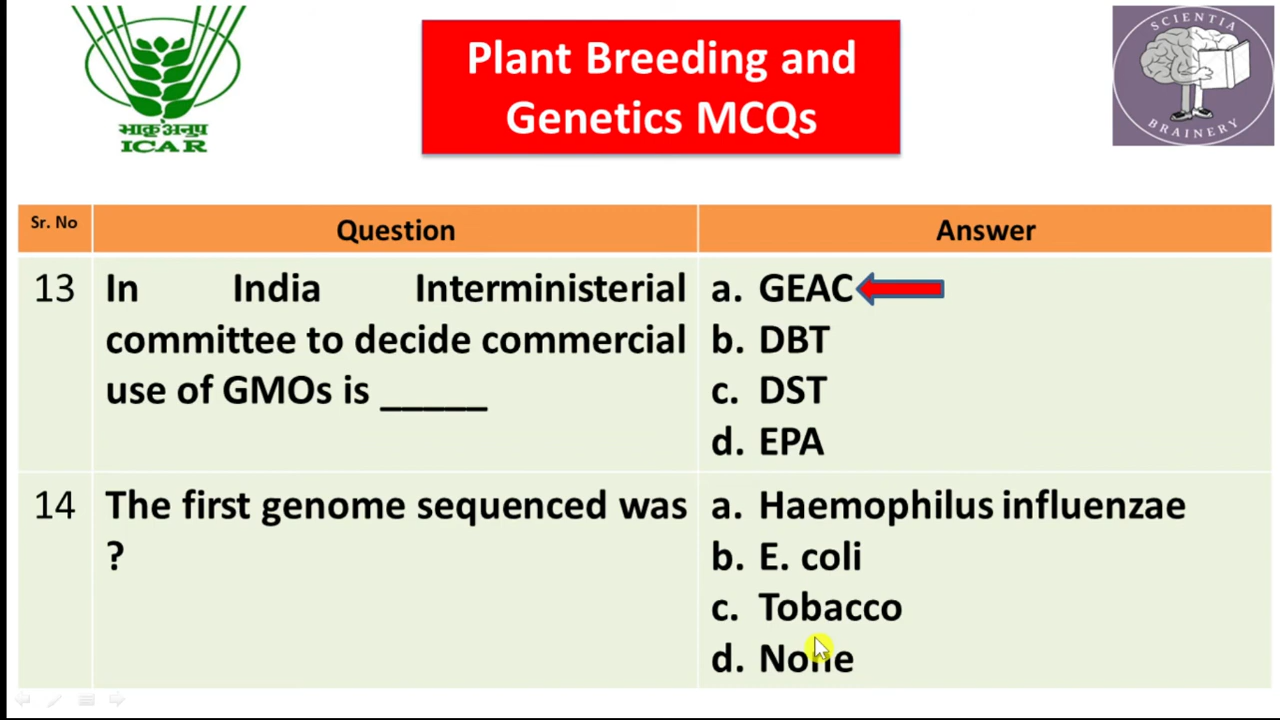 भाकृअनुप
ICAR
Plant Breeding and
Genetics MCQs
SCIENTIA
BRAINERY
Sr. No Question Answer
13 In India Interministerial
committee to decide commercial
use of GMOs is _____
a. GEAC
b. DBT
c. DST
d. EPA
14 The first genome sequenced was
?
a. Haemophilus influenzae
b. E. coli
c. Tobacco
d. None